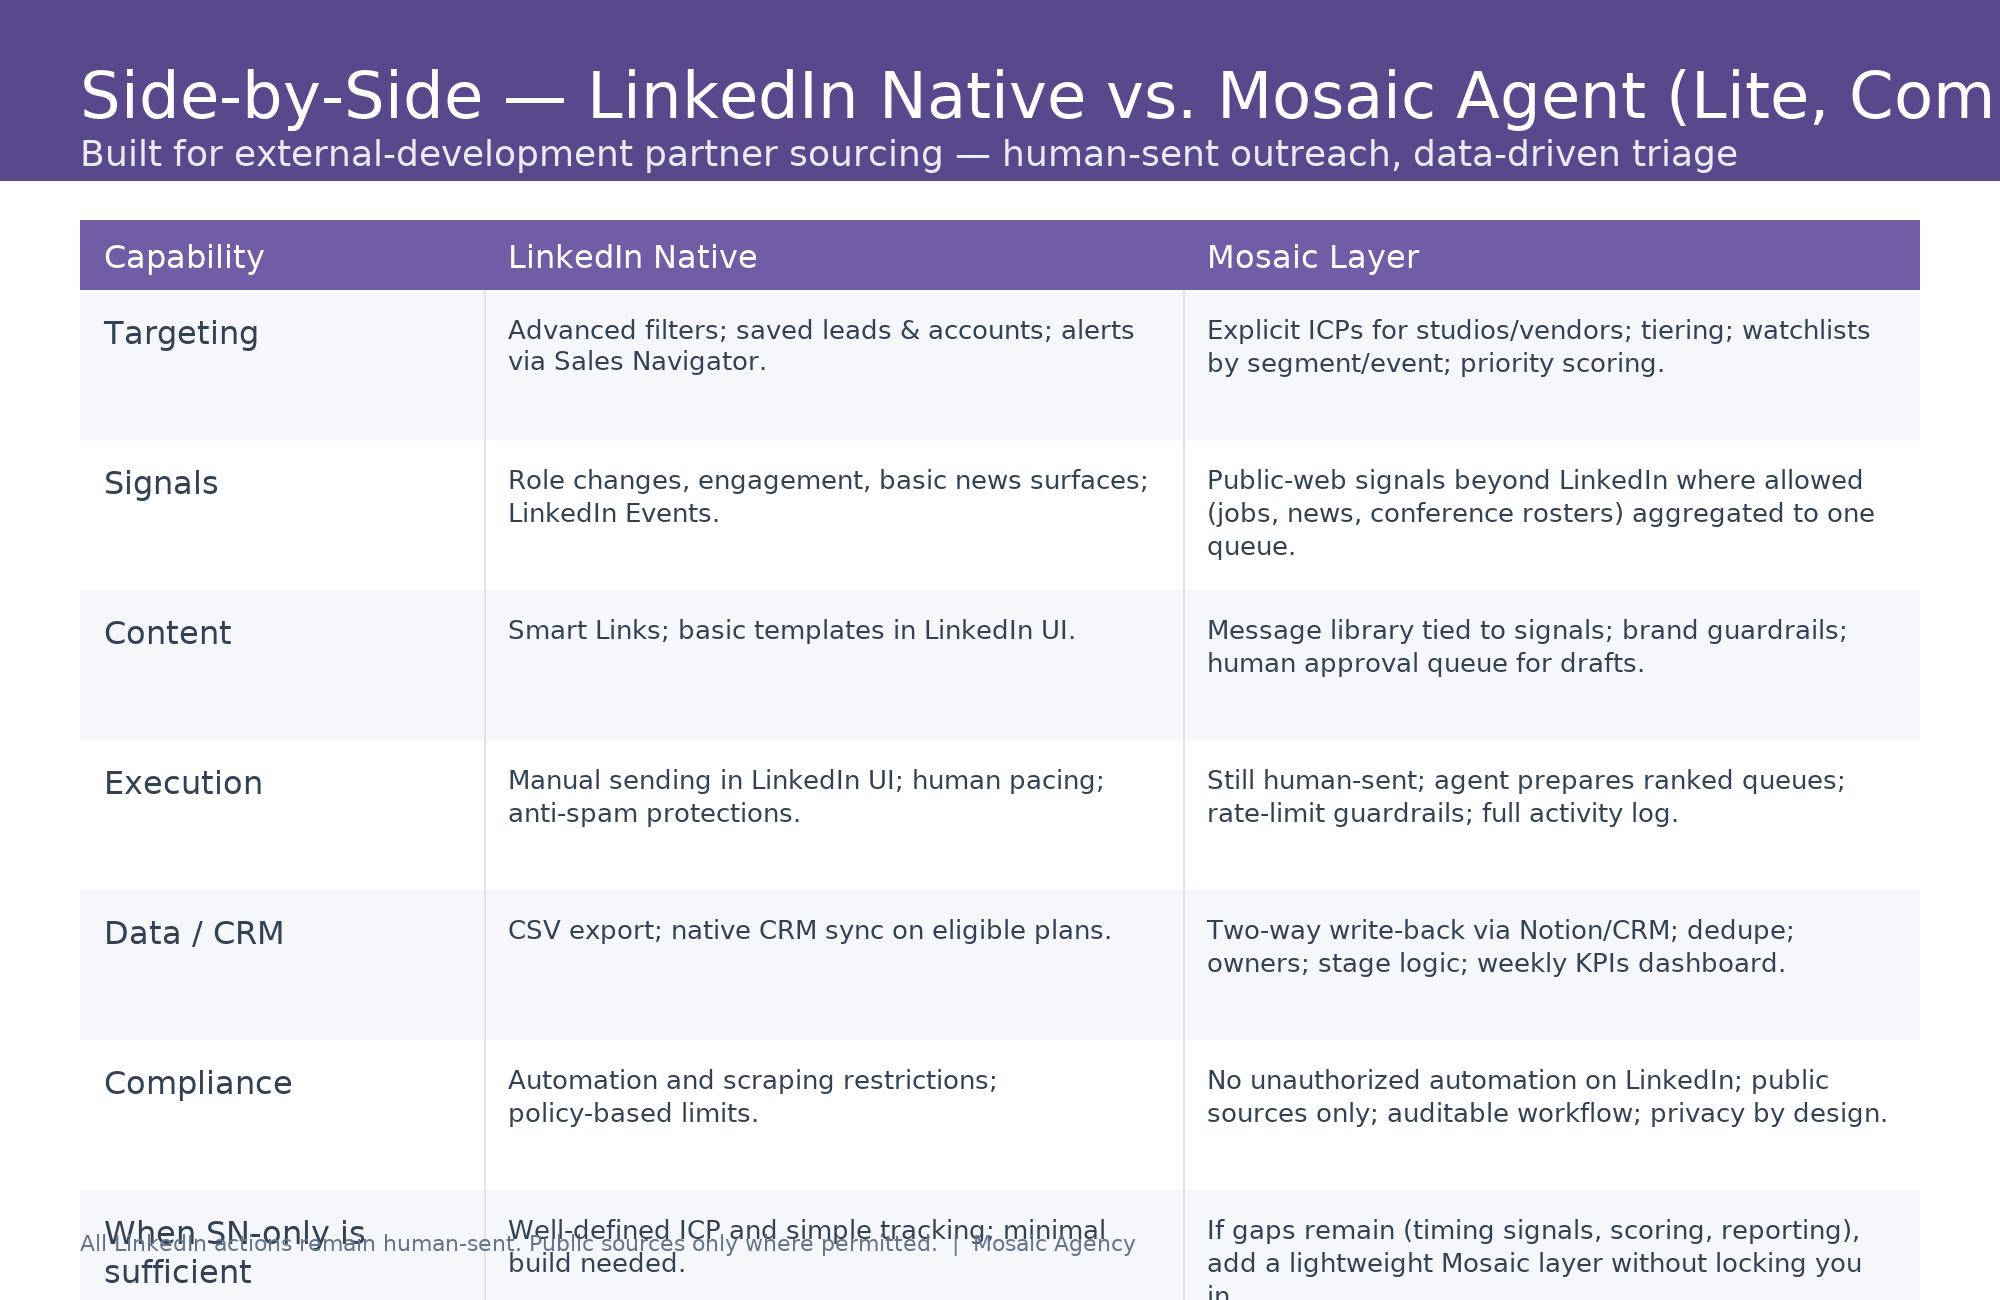 Side-by-Side — LinkedIn Native vs. Mosaic Agent (Lite, Com
Built for external-development partner sourcing — human-sent outreach, data-driven triage
Capability
LinkedIn Native
Mosaic Layer
Targeting
Advanced filters; saved leads & accounts; alerts
via Sales Navigator.
Explicit ICPs for studios/vendors; tiering; watchlists
by segment/event; priority scoring.
Signals
Role changes, engagement, basic news surfaces;
LinkedIn Events.
Public-web signals beyond LinkedIn where allowed
(jobs, news, conference rosters) aggregated to one
queue.
Content
Smart Links; basic templates in LinkedIn UI.
Message library tied to signals; brand guardrails;
human approval queue for drafts.
Execution
Manual sending in LinkedIn UI; human pacing;
anti-spam protections.
Still human-sent; agent prepares ranked queues;
rate-limit guardrails; full activity log.
Data / CRM
CSV export; native CRM sync on eligible plans.
Two-way write-back via Notion/CRM; dedupe;
owners; stage logic; weekly KPIs dashboard.
Compliance
Automation and scraping restrictions;
policy-based limits.
No unauthorized automation on LinkedIn; public
sources only; auditable workflow; privacy by design.
When SN-only is
sufficient
Well-defined ICP and simple tracking; minimal
build needed.
If gaps remain (timing signals, scoring, reporting),
add a lightweight Mosaic layer without locking you
in
All LinkedIn actions remain human-sent. Public sources only where permitted. | Mosaic Agency